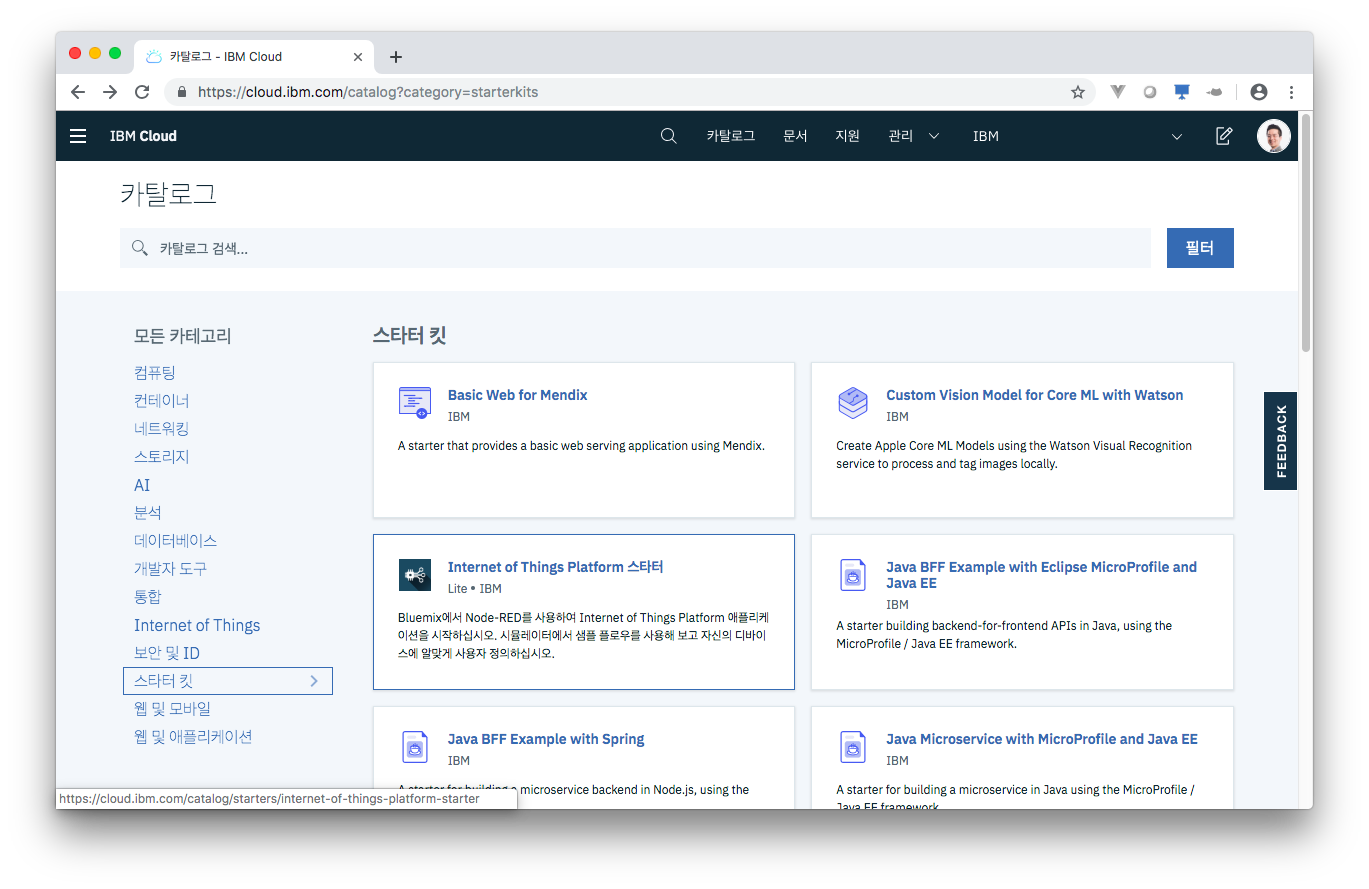 카탈로그 - IBM Cloud
https://cloud.ibm.com/catalog?category=starterkits
IBM Cloud
카탈로그
문서
지원
관리
IBM
카탈로그
카탈로그 검색...
필터
모든 카테고리
컴퓨팅
컨테이너
네트워킹
스토리지
AI
분석
데이터베이스
개발자 도구
통합
Internet of Things
보안 및 ID
스타터 킷
웹 및 모바일
웹 및 애플리케이션
스타터 킷
Basic Web for Mendix
IBM
A starter that provides a basic web serving application using Mendix.
Custom Vision Model for Core ML with Watson
IBM
Create Apple Core ML Models using the Watson Visual Recognition
service to process and tag images locally.
Internet of Things Platform 스타터
Lite • IBM
Bluemix에서 Node-RED를 사용하여 Internet of Things Platform 애플리케
이션을 시작하십시오. 시뮬레이터에서 샘플 플로우를 사용해 보고 자신의 디바이
스에 알맞게 사용자 정의하십시오.
Java BFF Example with Eclipse MicroProfile and
Java EE
IBM
A starter building backend-for-frontend APIs in Java, using the
MicroProfile / Java EE framework.
Java BFF Example with Spring
IBM
A starter for building a microservice backend in Node.js, using the
Java Microservice with MicroProfile and Java EE
IBM
A starter for building a microservice in Java using the MicroProfile /
Java EE framework.
FEEDBACK
https://cloud.ibm.com/catalog/starters/internet-of-things-platform-starter